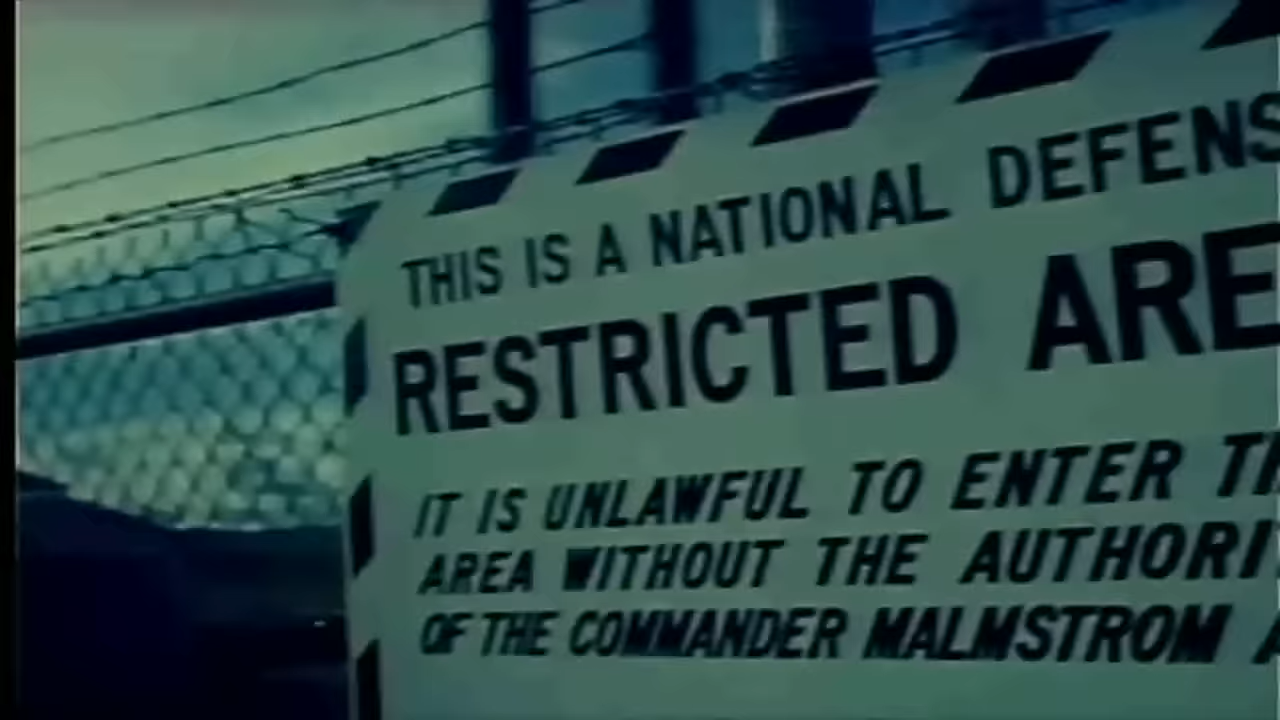 THIS IS A NATIONAL DEFENS
RESTRICTED ARE
IT IS UNLAWFUL TO ENTER TH
AREA WITHOUT THE AUTHORI
OF THE COMMANDER MALMSTROM A